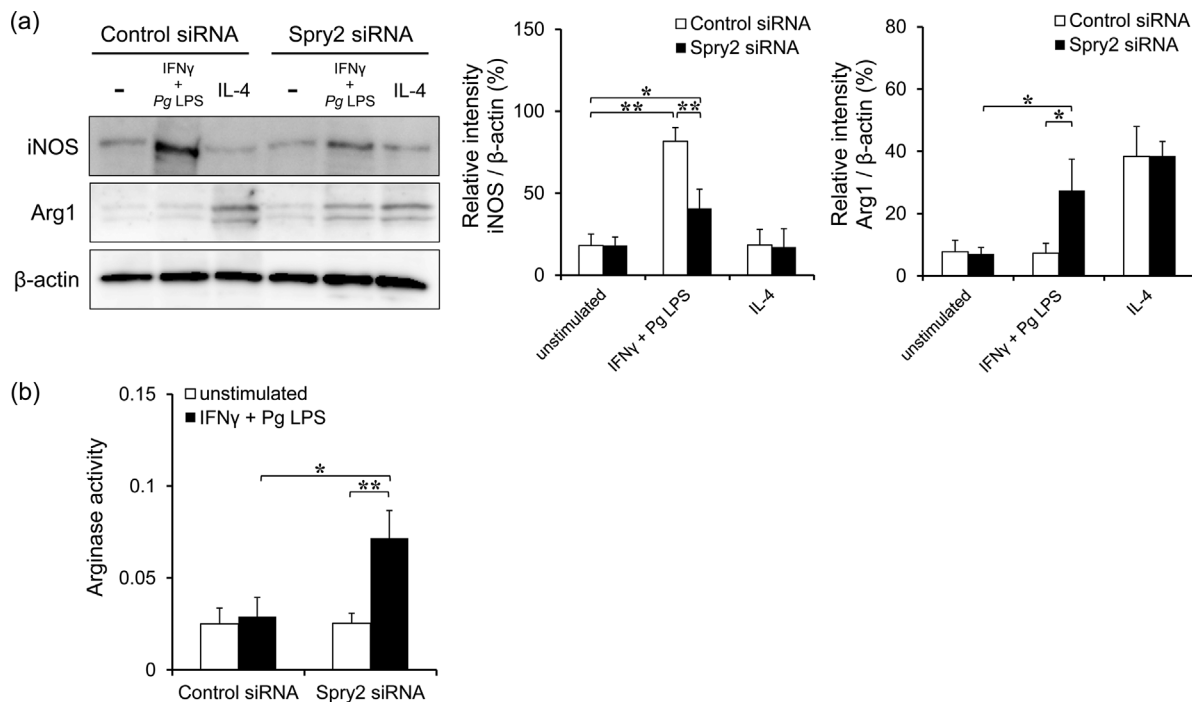 (a)
Control siRNA Spry2 siRNA
- IFNγ + Pg LPS IL-4 - IFNγ + Pg LPS IL-4
iNOS
Arg1
β-actin
Relative intensity
iNOS / β-actin (%)
150
100
50
0
Control siRNA
Spry2 siRNA
*
** **
unstimulated
IFNγ + Pg LPS
IL-4
Relative intensity
Arg1 / β-actin (%)
80
60
40
20
0
Control siRNA
Spry2 siRNA
*
*
unstimulated
IFNγ + Pg LPS
IL-4
(b)
Arginase activity
0.15
0.1
0.05
0
unstimulated
IFNγ + Pg LPS
*
**
Control siRNA Spry2 siRNA